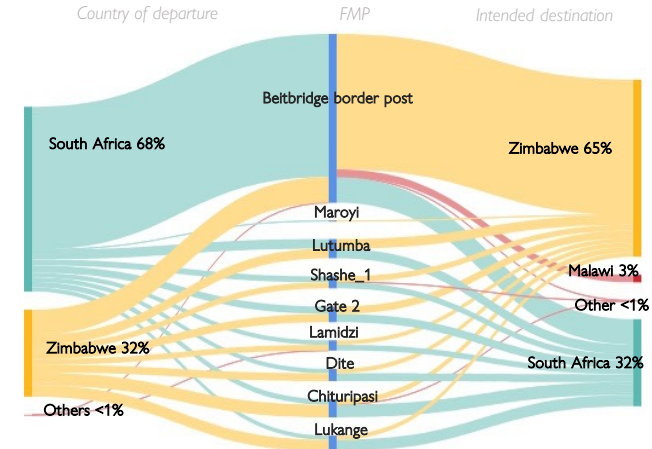 Country of departure
FMP
Intended destination
Beitbridge border post
South Africa 68%
Zimbabwe 65%
Maroyi
Lutumba
Shashe_1
Malawi 3%
Gate 2
Other <1%
Lamidzi
Zimbabwe 32%
Dite
South Africa 32%
Chituripasi
Others <1%
Lukange